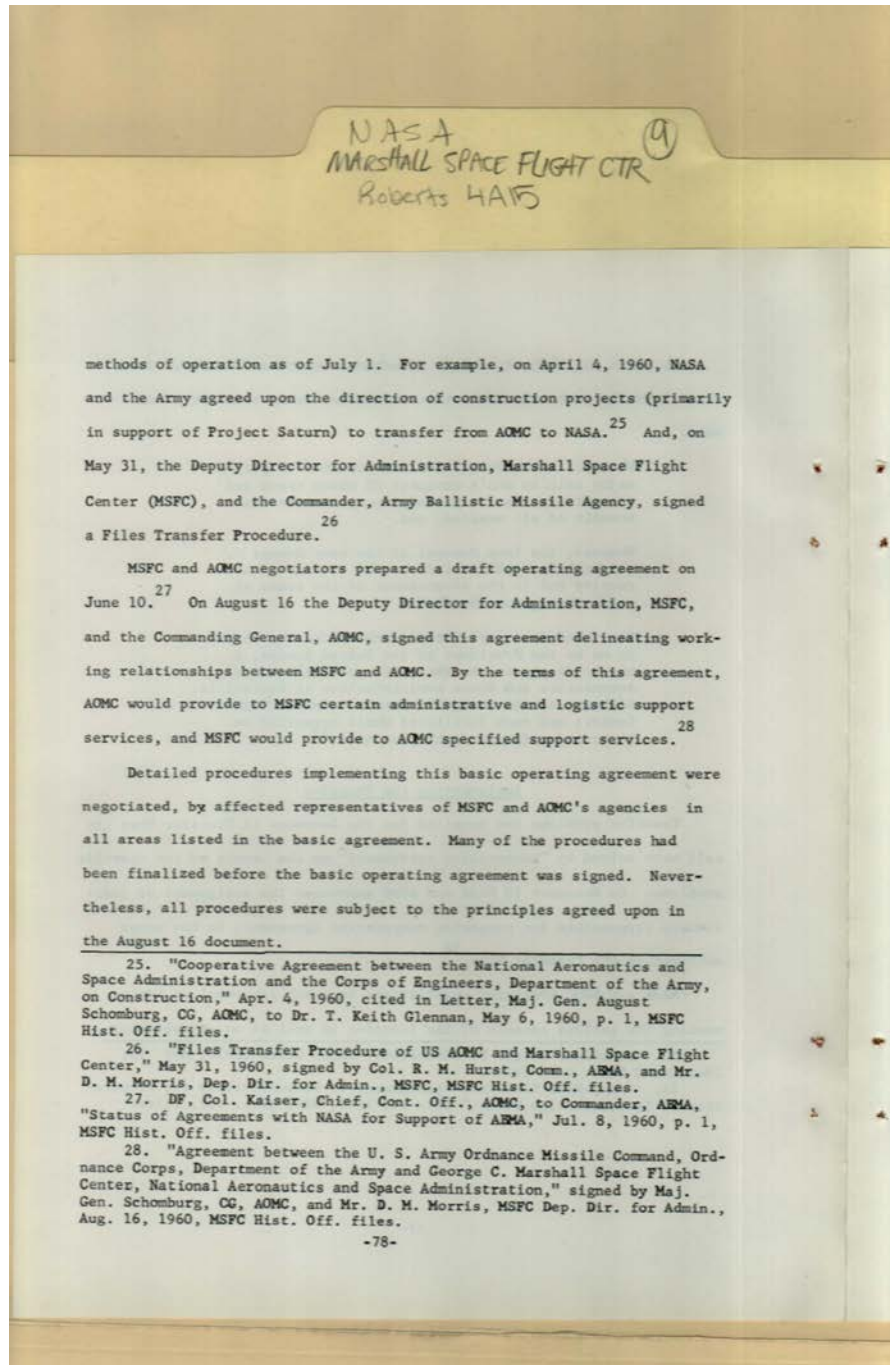 NASA
MARSHALL SPACE FLIGHT CTR 9
Roberts 4A15
methods of operation as of July 1. For example, on April 4, 1960, NASA
and the Army agreed upon the direction of construction projects (primarily
in support of Project Saturn) to transfer from AOMC to NASA.25 And, on
May 31, the Deputy Director for Administration, Marshall Space Flight
Center (MSFC), and the Commander, Army Ballistic Missile Agency, signed
a Files Transfer Procedure.26
MSFC and AOMC negotiators prepared a draft operating agreement on
June 10.27 On August 16 the Deputy Director for Administration, MSFC,
and the Commanding General, AOMC, signed this agreement delineating work-
ing relationships between MSFC and AOMC. By the terms of this agreement,
AOMC would provide to MSFC certain administrative and logistic support
services, and MSFC would provide to AOMC specified support services.28
Detailed procedures implementing this basic operating agreement were
negotiated, by affected representatives of MSFC and AOMC's agencies in
all areas listed in the basic agreement. Many of the procedures had
been finalized before the basic operating agreement was signed. Never-
theless, all procedures were subject to the principles agreed upon in
the August 16 document.
25. "Cooperative Agreement between the National Aeronautics and
Space Administration and the Corps of Engineers, Department of the Army,
on Construction," Apr. 4, 1960, cited in Letter, Maj. Gen. August
Schomburg, CG, AOMC, to Dr. T. Keith Glennan, May 6, 1960, p. 1, MSFC
Hist. Off. files.
26. "Files Transfer Procedure of US AOMC and Marshall Space Flight
Center," May 31, 1960, signed by Col. R. M. Hurst, Comm., ABMA, and Mr.
D. M. Morris, Dep. Dir. for Admin., MSFC, MSFC Hist. Off. files.
27. DF, Col. Kaiser, Chief, Cont. Off., AOMC, to Commander, ABMA,
"Status of Agreements with NASA for Support of ABMA," Jul. 8, 1960, p. 1,
MSFC Hist. Off. files.
28. "Agreement between the U. S. Army Ordnance Missile Command, Ord-
nance Corps, Department of the Army and George C. Marshall Space Flight
Center, National Aeronautics and Space Administration," signed by Maj.
Gen. Schomburg, CG, AOMC, and Mr. D. M. Morris, MSFC Dep. Dir. for Admin.,
Aug. 16, 1960, MSFC Hist. Off. files.
-78-